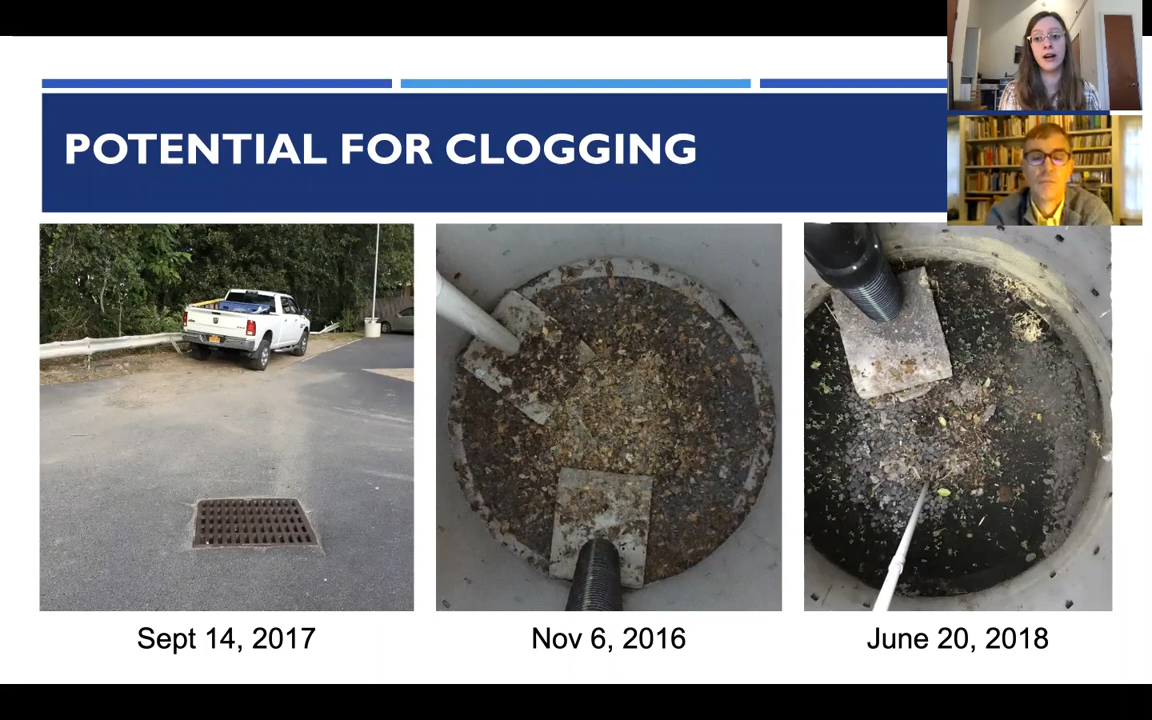 POTENTIAL FOR CLOGGING
Sept 14, 2017
Nov 6, 2016
June 20, 2018